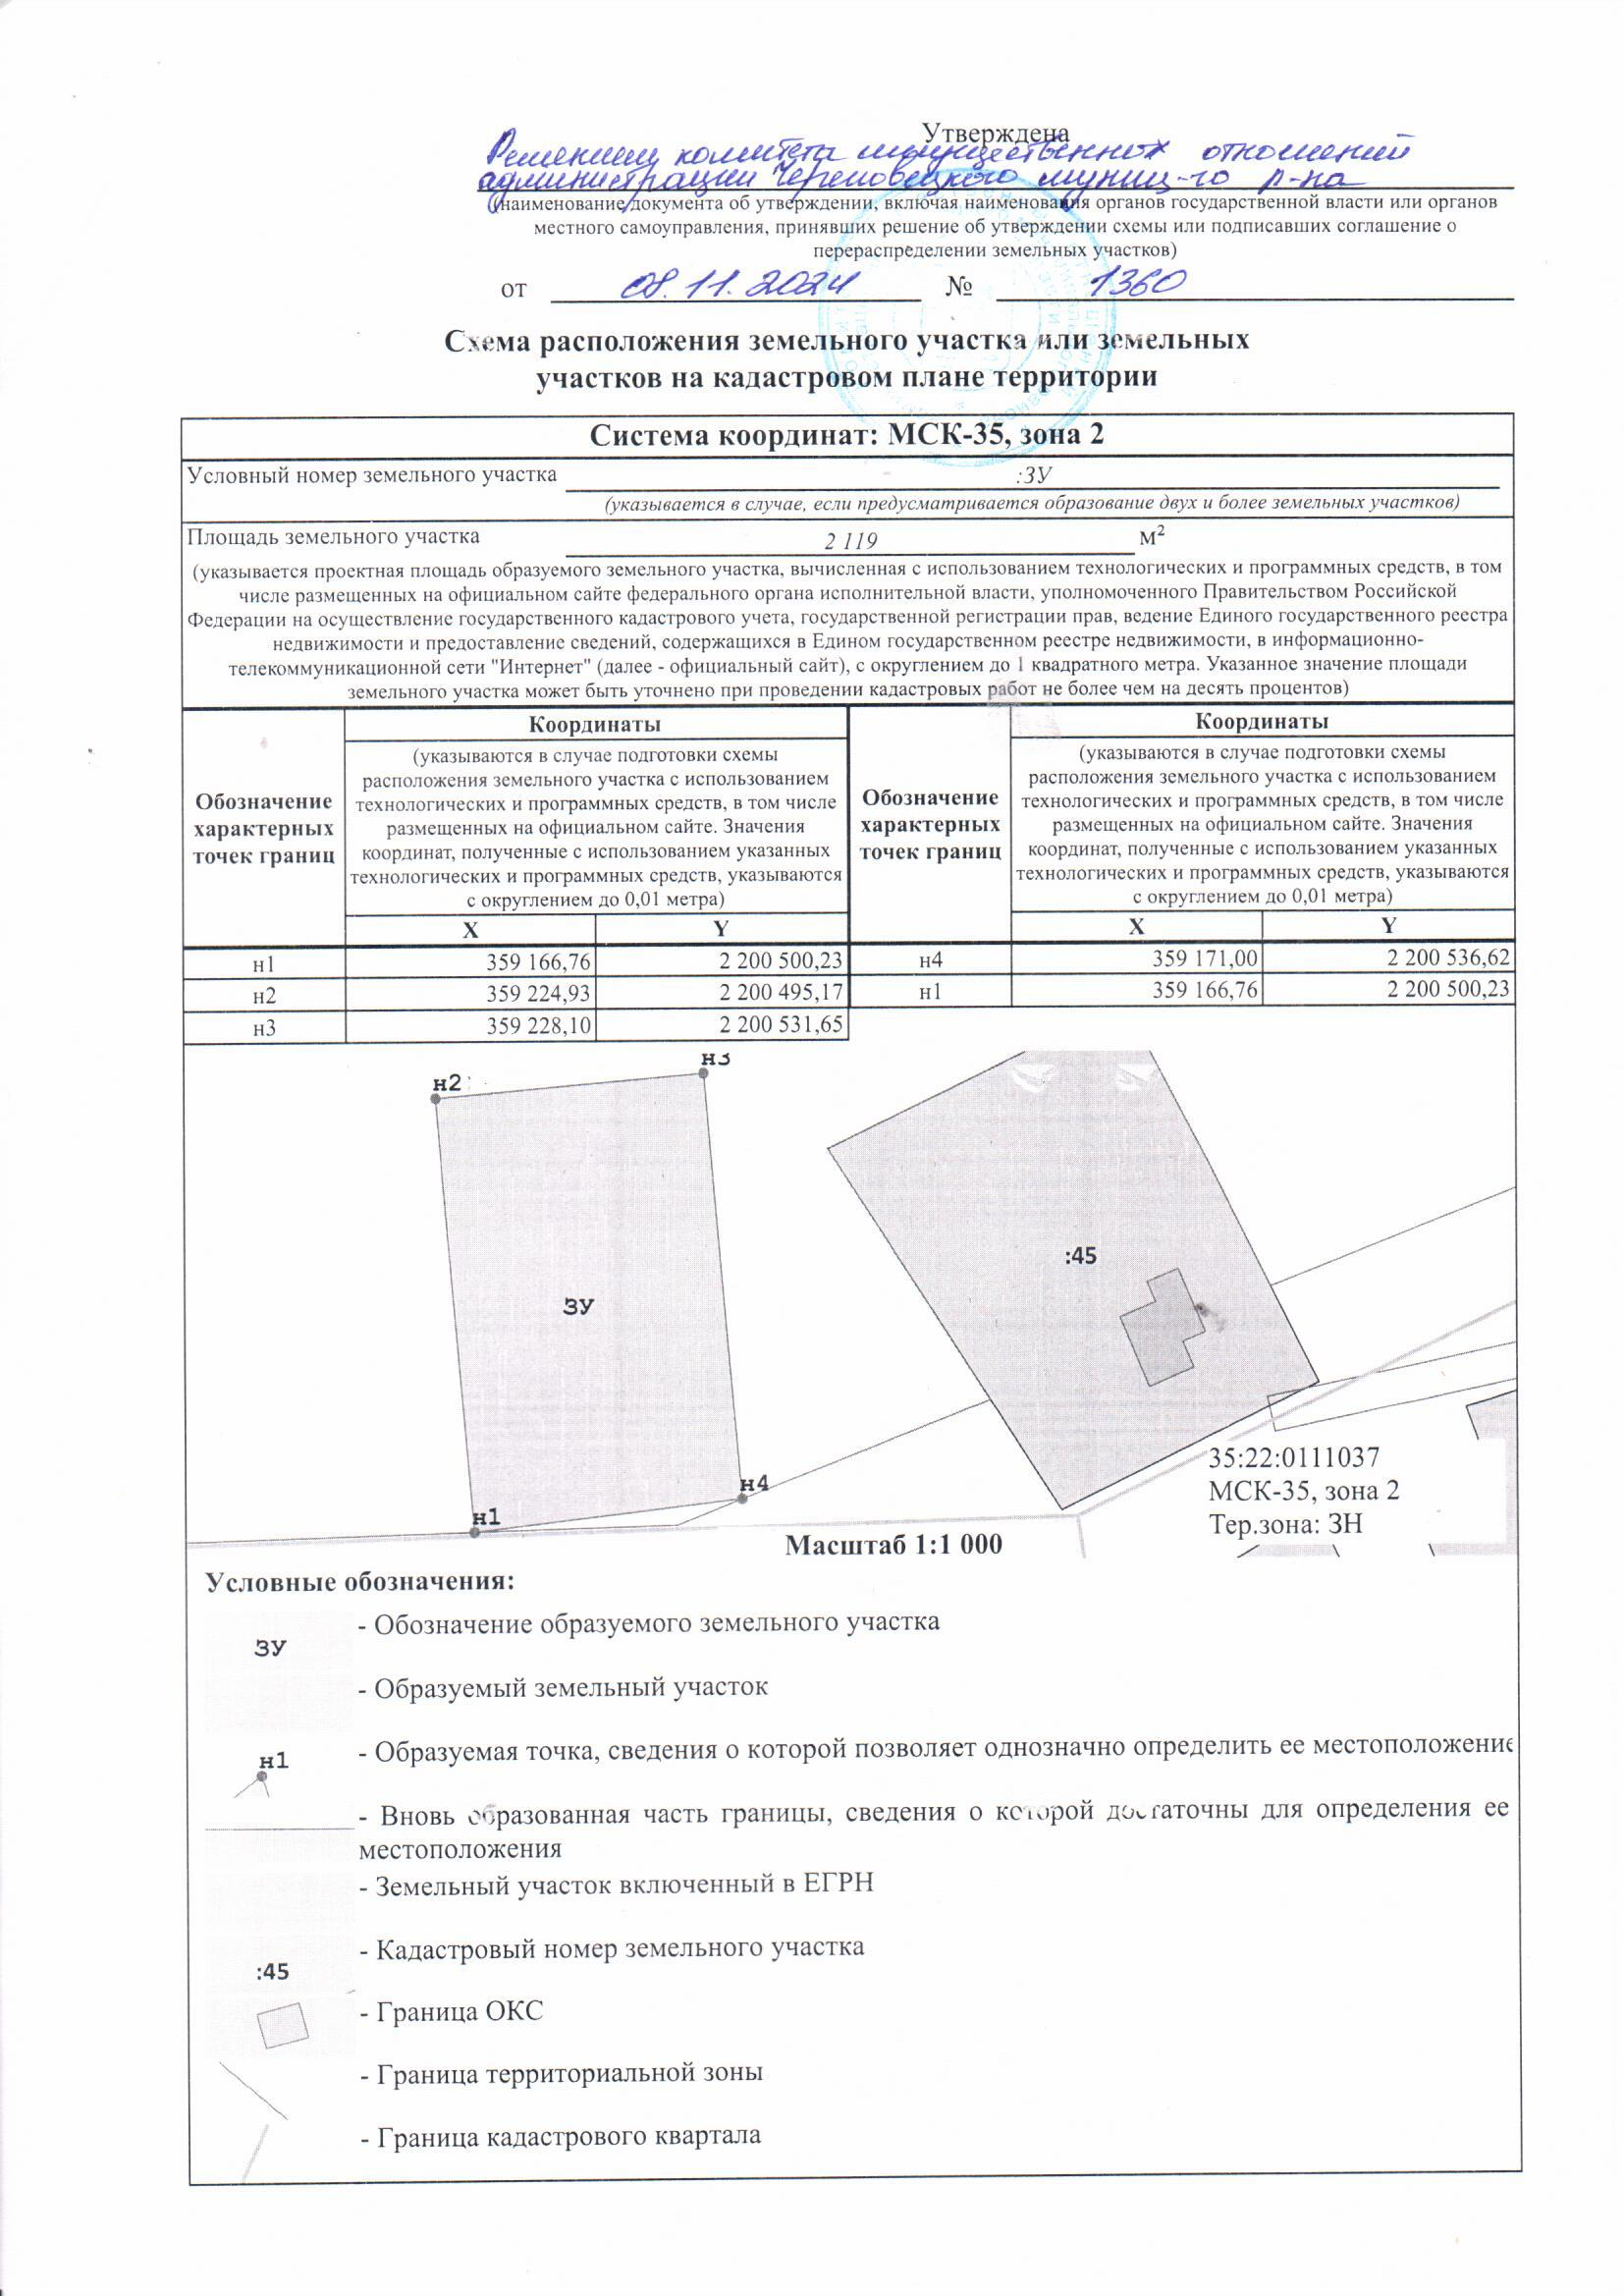 Утверждена
Решением комитета имущественных отношений
администрации Череповецкого муниц-го р-на
(наименование документа об утверждении, включая наименования органов государственной власти или органов
местного самоуправления, принявших решение об утверждении схемы или подписавших соглашение о
перераспределении земельных участков)
от 08.11.2024 № 1360
Схема расположения земельного участка или земельных
участков на кадастровом плане территории
Система координат: МСК-35, зона 2
Условный номер земельного участка :ЗУ
(указывается в случае, если предусматривается образование двух и более земельных участков)
Площадь земельного участка 2 119 м²
(указывается проектная площадь образуемого земельного участка, вычисленная с использованием технологических и программных средств, в том
числе размещенных на официальном сайте федерального органа исполнительной власти, уполномоченного Правительством Российской
Федерации на осуществление государственного кадастрового учета, государственной регистрации прав, ведение Единого государственного реестра
недвижимости и предоставление сведений, содержащихся в Едином государственном реестре недвижимости, в информационно-
телекоммуникационной сети "Интернет" (далее - официальный сайт), с округлением до 1 квадратного метра. Указанное значение площади
земельного участка может быть уточнено при проведении кадастровых работ не более чем на десять процентов)
Обозначение
характерных
точек границ
Координаты
(указываются в случае подготовки схемы
расположения земельного участка с использованием
технологических и программных средств, в том числе
размещенных на официальном сайте. Значения
координат, полученные с использованием указанных
технологических и программных средств, указываются
с округлением до 0,01 метра)
X Y
Обозначение
характерных
точек границ
Координаты
(указываются в случае подготовки схемы
расположения земельного участка с использованием
технологических и программных средств, в том числе
размещенных на официальном сайте. Значения
координат, полученные с использованием указанных
технологических и программных средств, указываются
с округлением до 0,01 метра)
X Y
н1 359 166,76 2 200 500,23 н4 359 171,00 2 200 536,62
н2 359 224,93 2 200 495,17 н1 359 166,76 2 200 500,23
н3 359 228,10 2 200 531,65
н3
н2
:45
ЗУ
н4
н1
35:22:0111037
МСК-35, зона 2
Тер.зона: ЗН
Масштаб 1:1 000
Условные обозначения:
ЗУ - Обозначение образуемого земельного участка
- Образуемый земельный участок
н1 - Образуемая точка, сведения о которой позволяет однозначно определить ее местоположение
- Вновь образованная часть границы, сведения о которой достаточны для определения ее
местоположения
- Земельный участок включенный в ЕГРН
:45 - Кадастровый номер земельного участка
- Граница ОКС
- Граница территориальной зоны
- Граница кадастрового квартала